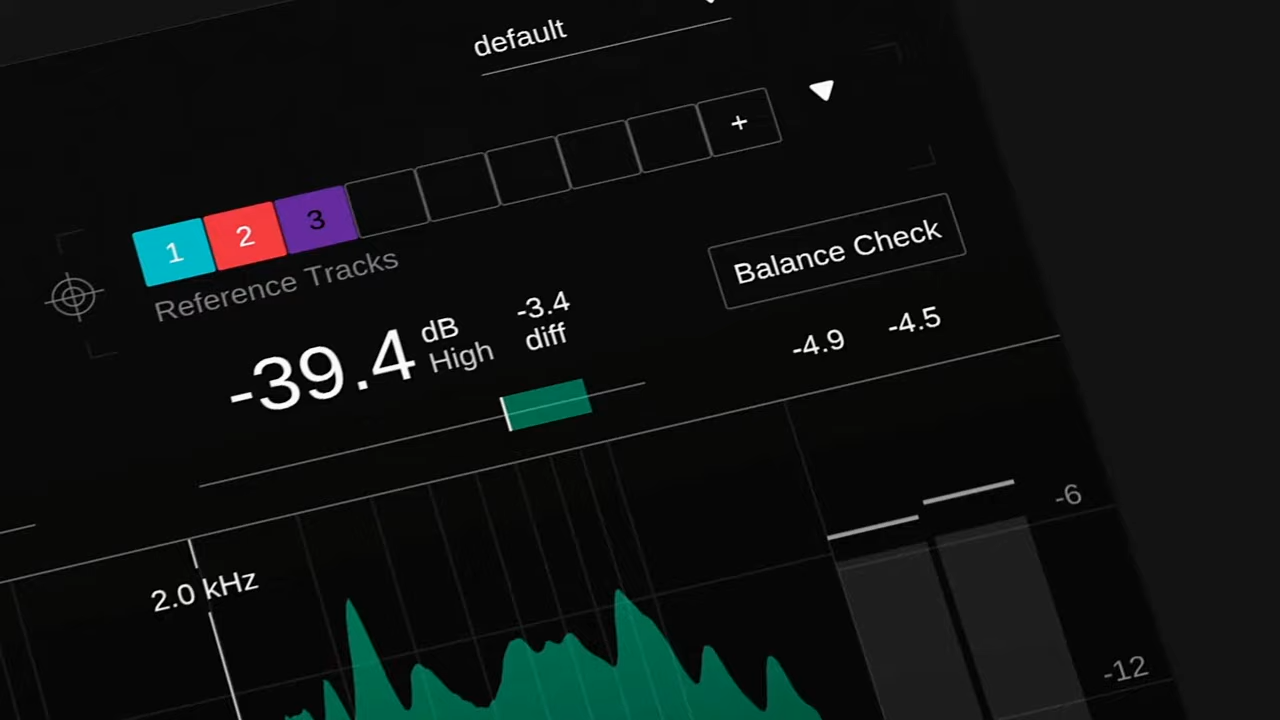 default
+
1 2 3
Reference Tracks
Balance Check
-39.4 dB High
-3.4 diff
-4.9 -4.5
-6
2.0 kHz
-12